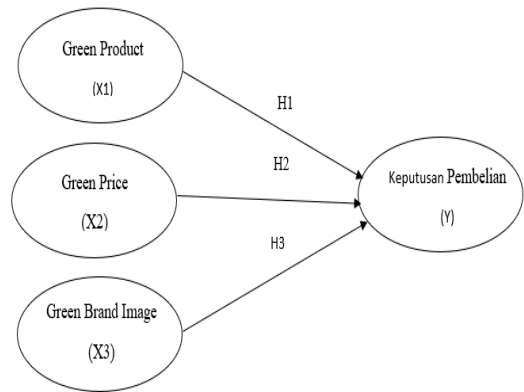 Green Product
(X1)
H1
H2
Green Price
(X2)
Keputusan Pembelian
(Y)
H3
Green Brand Image
(X3)